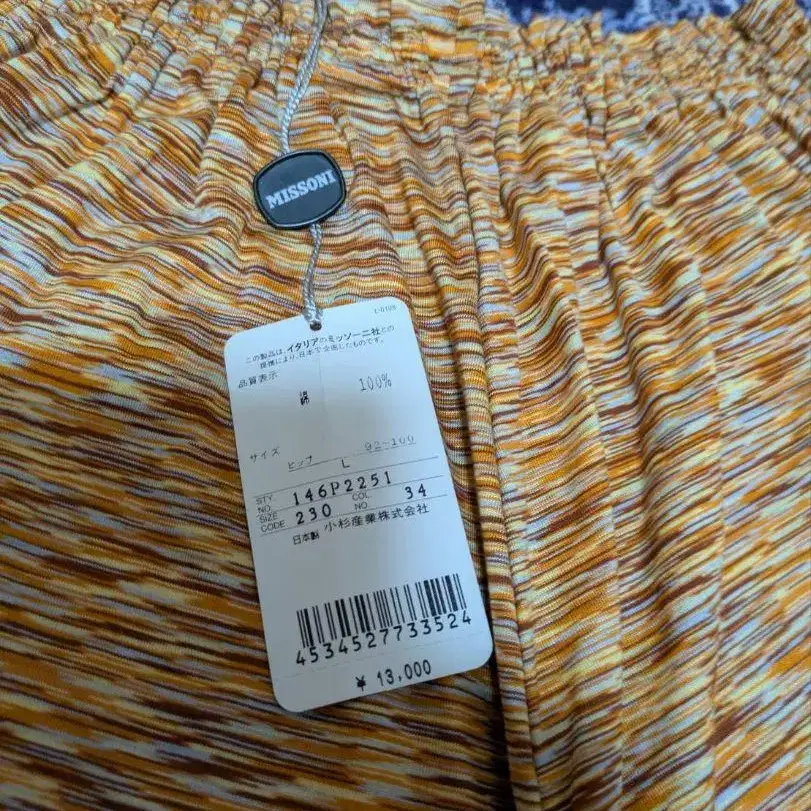 MISSONI
この製品は、イタリアのミッソーニ社との
提携により、日本で企画したものです。
品質表示
綿 100%
サイズ
ヒップ 92~100
L
STY. NO. 146P2251
SIZE CODE 230 COL NO. 34
日本製 小杉産業株式会社
4534527733524
¥ 13,000